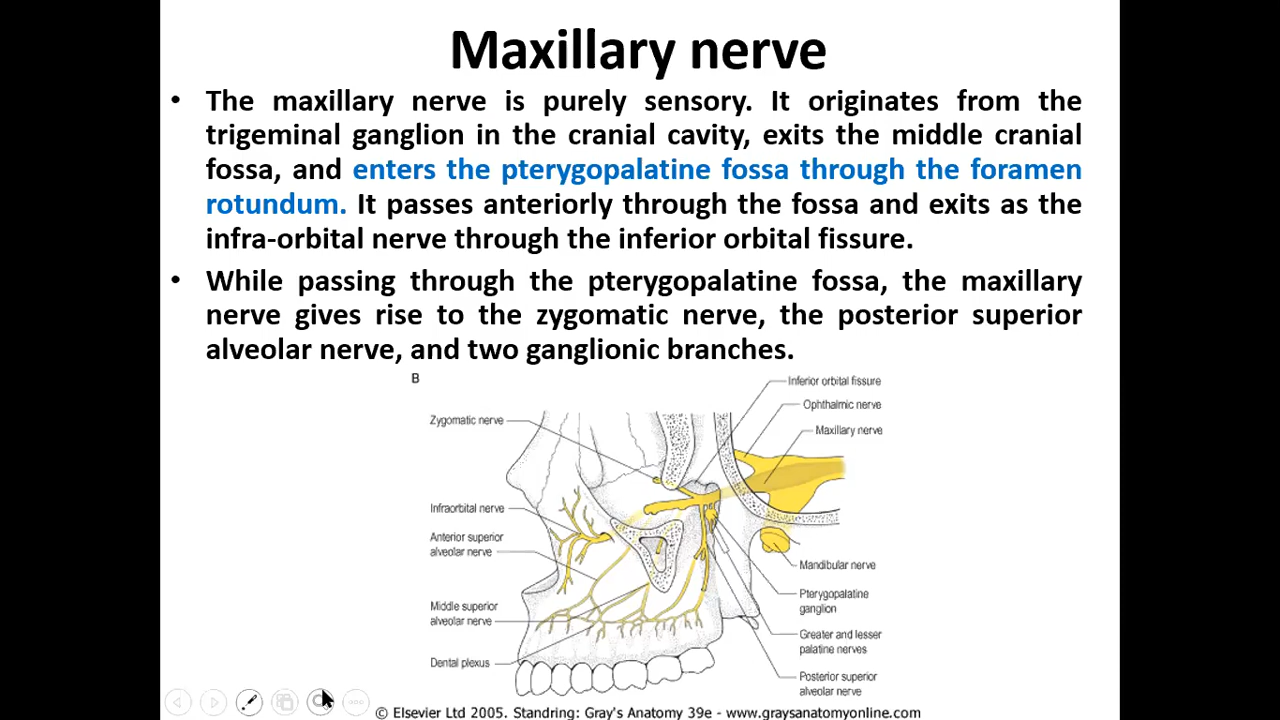 Maxillary nerve
• The maxillary nerve is purely sensory. It originates from the
trigeminal ganglion in the cranial cavity, exits the middle cranial
fossa, and enters the pterygopalatine fossa through the foramen
rotundum. It passes anteriorly through the fossa and exits as the
infra-orbital nerve through the inferior orbital fissure.
• While passing through the pterygopalatine fossa, the maxillary
nerve gives rise to the zygomatic nerve, the posterior superior
alveolar nerve, and two ganglionic branches.
B
Inferior orbital fissure
Ophthalmic nerve
Zygomatic nerve
Maxillary nerve
Infraorbital nerve
Anterior superior
alveolar nerve
Mandibular nerve
Pterygopalatine
ganglion
Middle superior
alveolar nerve
Greater and lesser
palatine nerves
Dental plexus
Posterior superior
alveolar nerve
© Elsevier Ltd 2005. Standring: Gray's Anatomy 39e - www.graysanatomyonline.com